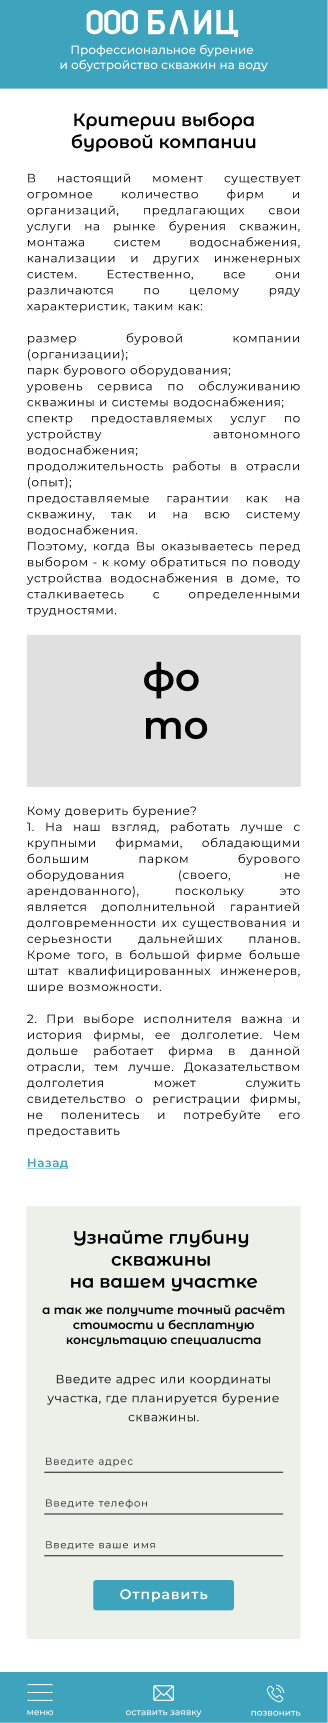 ООО БЛИЦ
Профессиональное бурение
и обустройство скважин на воду
Критерии выбора
буровой компании
В настоящий момент существует
огромное количество фирм и
организаций, предлагающих свои
услуги на рынке бурения скважин,
монтажа систем водоснабжения,
канализации и других инженерных
систем. Естественно, все они
различаются по целому ряду
характеристик, таким как:
размер буровой компании
(организации);
парк бурового оборудования;
уровень сервиса по обслуживанию
скважины и системы водоснабжения;
спектр предоставляемых услуг по
устройству автономного
водоснабжения;
продолжительность работы в отрасли
(опыт);
предоставляемые гарантии как на
скважину, так и на всю систему
водоснабжения.
Поэтому, когда Вы оказываетесь перед
выбором - к кому обратиться по поводу
устройства водоснабжения в доме, то
сталкиваетесь с определенными
трудностями.
фо
то
Кому доверить бурение?
1. На наш взгляд, работать лучше с
крупными фирмами, обладающими
большим парком бурового
оборудования (своего, не
арендованного), поскольку это
является дополнительной гарантией
долговременности их существования и
серьезности дальнейших планов.
Кроме того, в большой фирме больше
штат квалифицированных инженеров,
шире возможности.
2. При выборе исполнителя важна и
история фирмы, ее долголетие. Чем
дольше работает фирма в данной
отрасли, тем лучше. Доказательством
долголетия может служить
свидетельство о регистрации фирмы,
не поленитесь и потребуйте его
предоставить
Назад
Узнайте глубину
скважины
на вашем участке
а так же получите точный расчёт
стоимости и бесплатную
консультацию специалиста
Введите адрес или координаты
участка, где планируется бурение
скважины.
Введите адрес
Введите телефон
Введите ваше имя
Отправить
меню
оставить заявку
позвонить